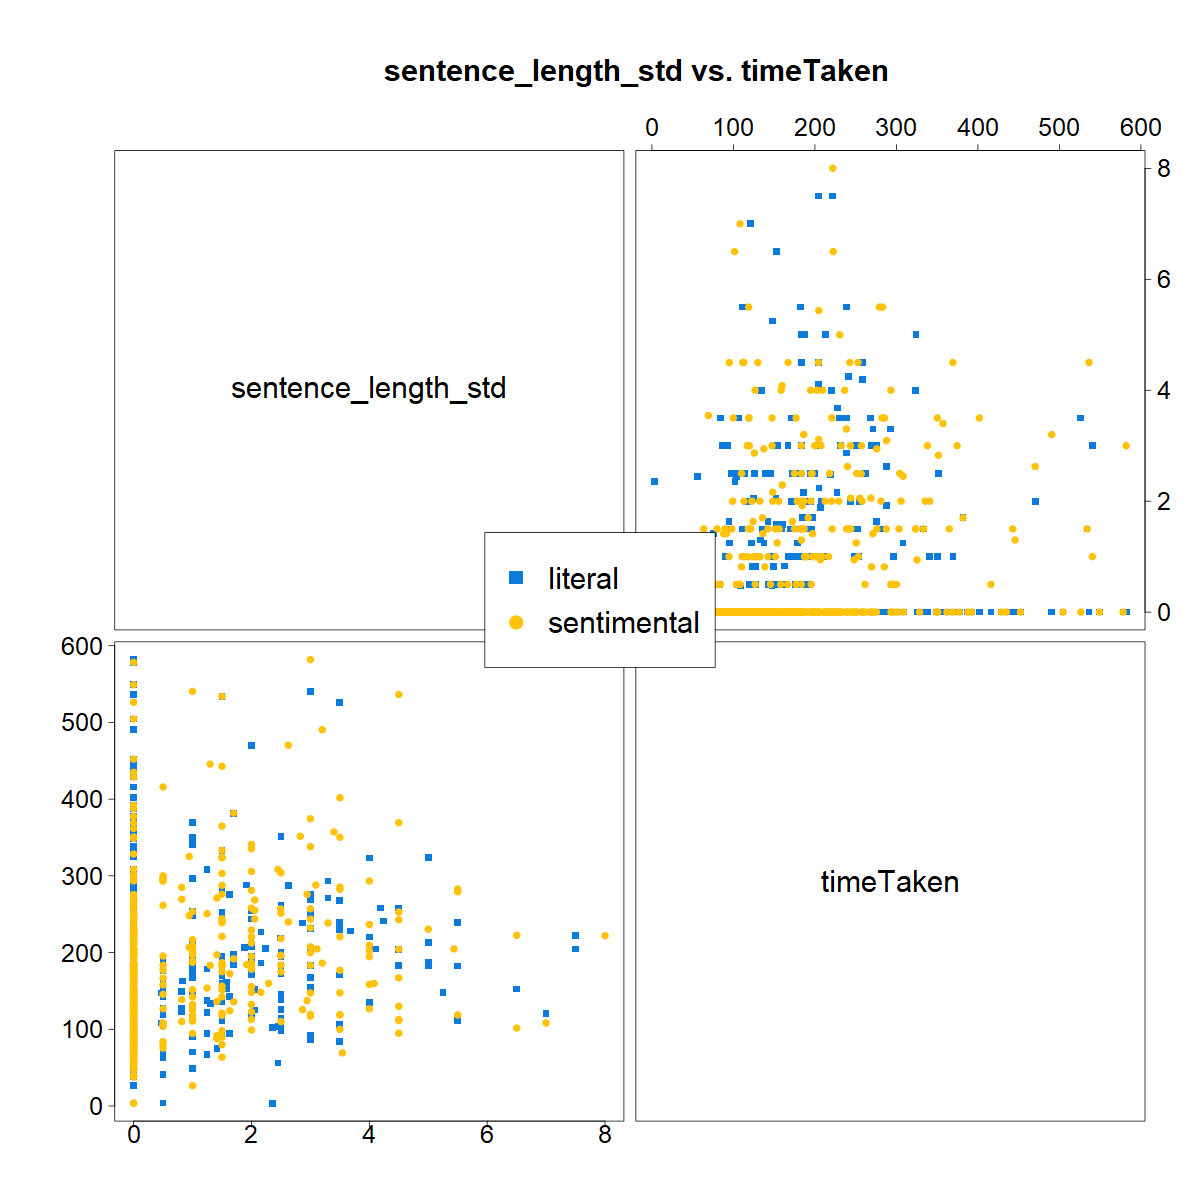 sentence_length_std vs. timeTaken
0 100 200 300 400 500 600
8
6
4
2
0
sentence_length_std
literal
sentimental
600
500
400
300
200
100
0
timeTaken
0 2 4 6 8